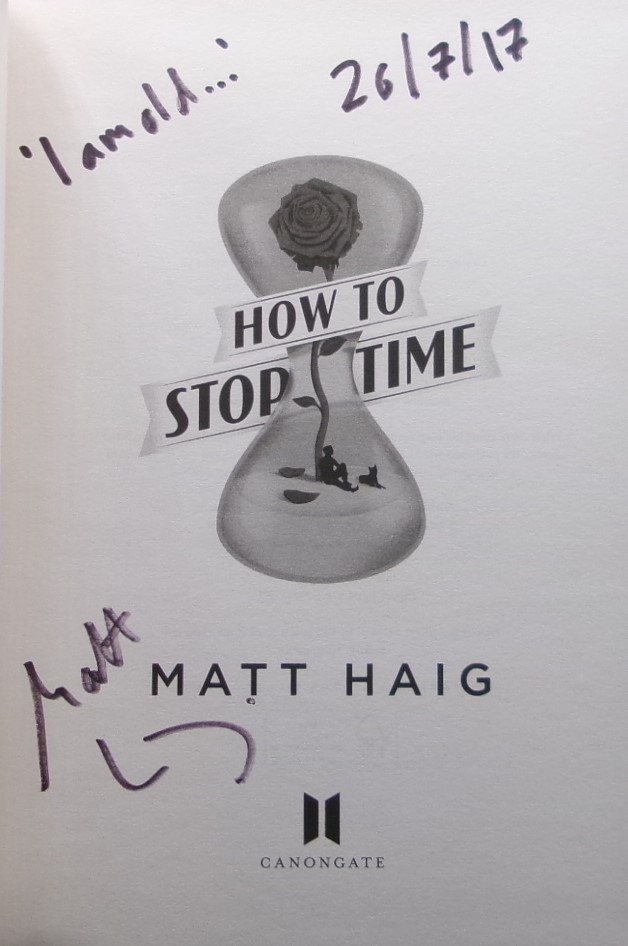 'I am old...'
26/7/17
HOW TO
STOP TIME
Matt
MATT HAIG
CANONGATE